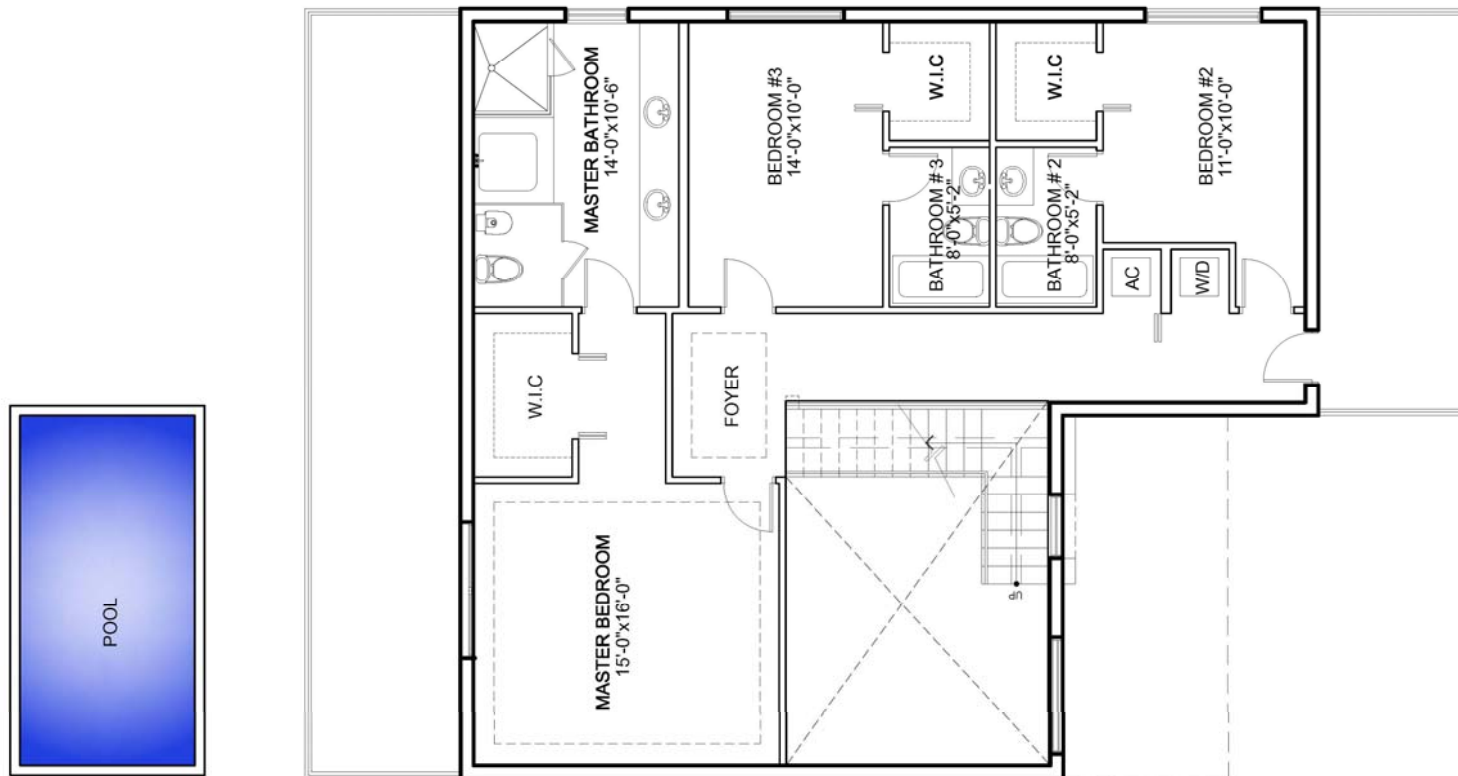 MASTER BATHROOM
14'-0"x10'-6"
BEDROOM #3
14'-0"x10'-0"
W.I.C
W.I.C
BEDROOM #2
11'-0"x10'-0"
BATHROOM # 3
8'-0"x5'-2"
BATHROOM # 2
8'-0"x5'-2"
AC
W/D
W.I.C
FOYER
MASTER BEDROOM
15'-0"x16'-0"
UP
POOL